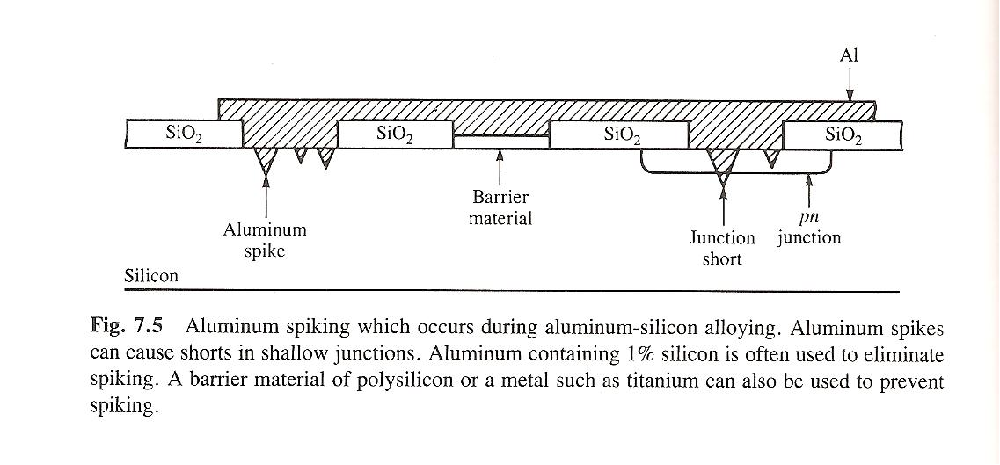 Al
SiO₂
SiO₂
SiO₂
SiO₂
Barrier
material
Aluminum
spike
Junction
short
pn
junction
Silicon
Fig. 7.5 Aluminum spiking which occurs during aluminum-silicon alloying. Aluminum spikes
can cause shorts in shallow junctions. Aluminum containing 1% silicon is often used to eliminate
spiking. A barrier material of polysilicon or a metal such as titanium can also be used to prevent
spiking.